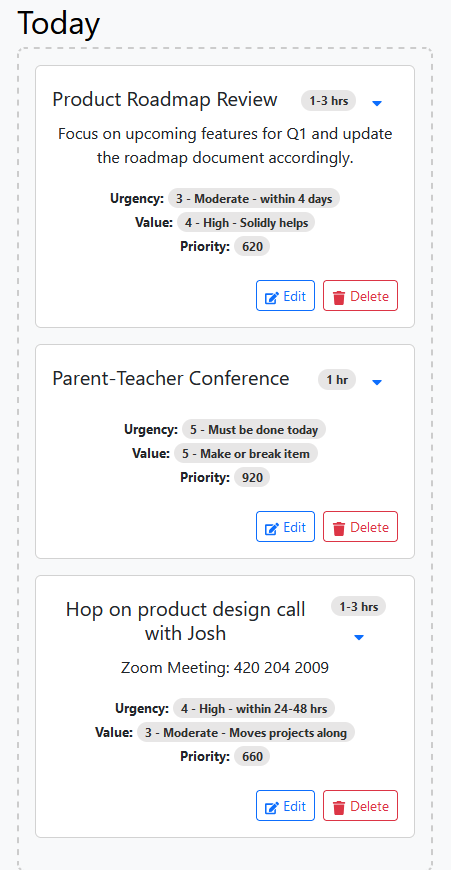 Today
Product Roadmap Review 1-3 hrs
Focus on upcoming features for Q1 and update
the roadmap document accordingly.
Urgency: 3 - Moderate - within 4 days
Value: 4 - High - Solidly helps
Priority: 620
Edit Delete
Parent-Teacher Conference 1 hr
Urgency: 5 - Must be done today
Value: 5 - Make or break item
Priority: 920
Edit Delete
Hop on product design call 1-3 hrs
with Josh
Zoom Meeting: 420 204 2009
Urgency: 4 - High - within 24-48 hrs
Value: 3 - Moderate - Moves projects along
Priority: 660
Edit Delete